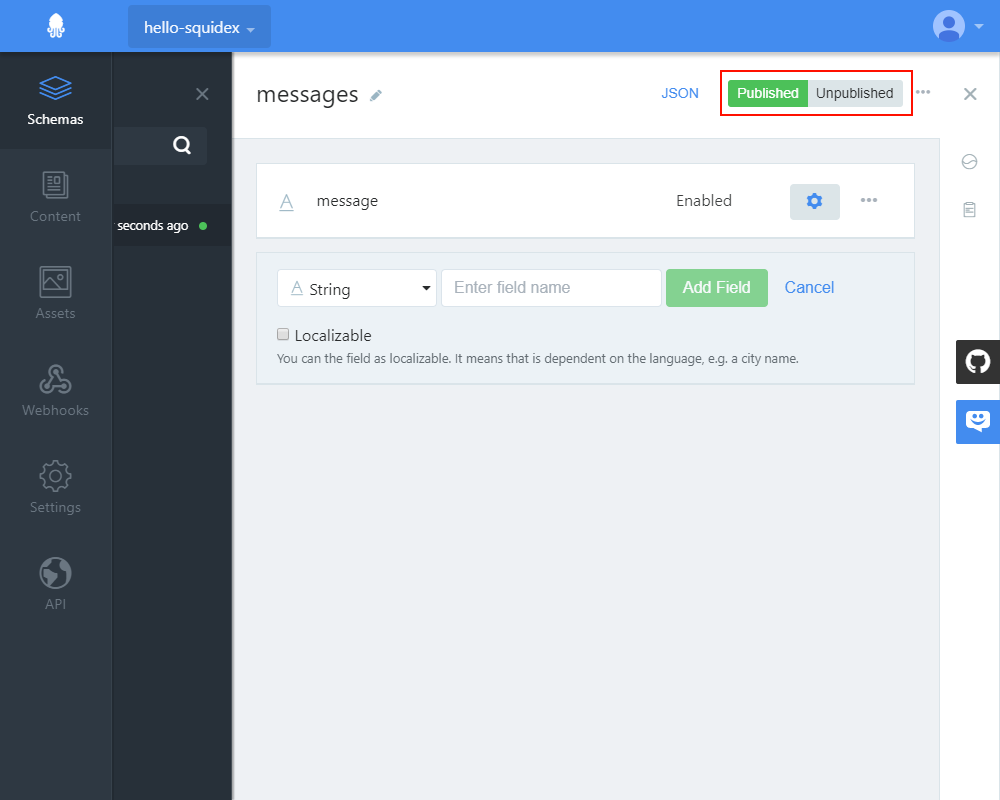 hello-squidex
Schemas
Content
Assets
Webhooks
Settings
API
seconds ago
messages
JSON
Published
Unpublished
message
Enabled
String
Enter field name
Add Field
Cancel
Localizable
You can the field as localizable. It means that is dependent on the language, e.g. a city name.